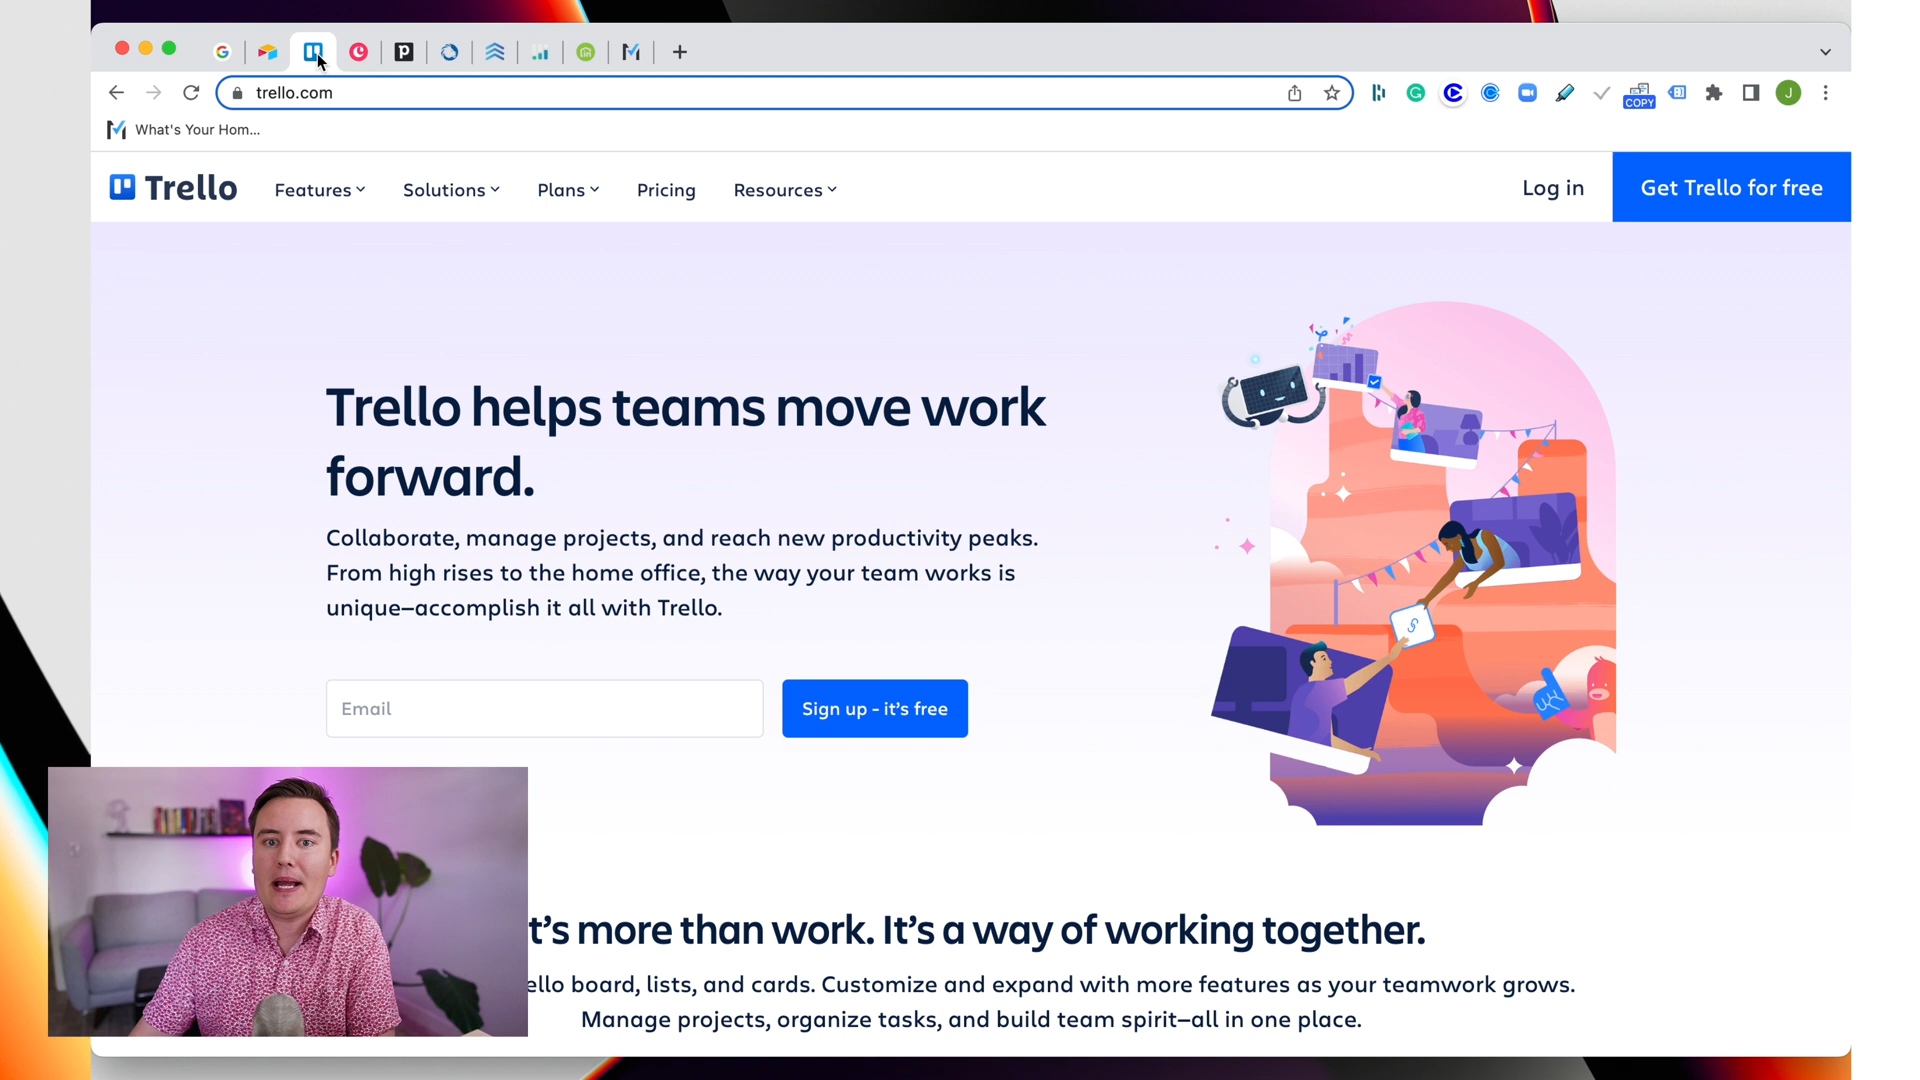 trello.com
COPY
J
What's Your Hom...
Trello
Features
Solutions
Plans
Pricing
Resources
Log in
Get Trello for free
Trello helps teams move work
forward.
Collaborate, manage projects, and reach new productivity peaks.
From high rises to the home office, the way your team works is
unique—accomplish it all with Trello.
Email
Sign up - it's free
t's more than work. It's a way of working together.
ello board, lists, and cards. Customize and expand with more features as your teamwork grows.
Manage projects, organize tasks, and build team spirit—all in one place.